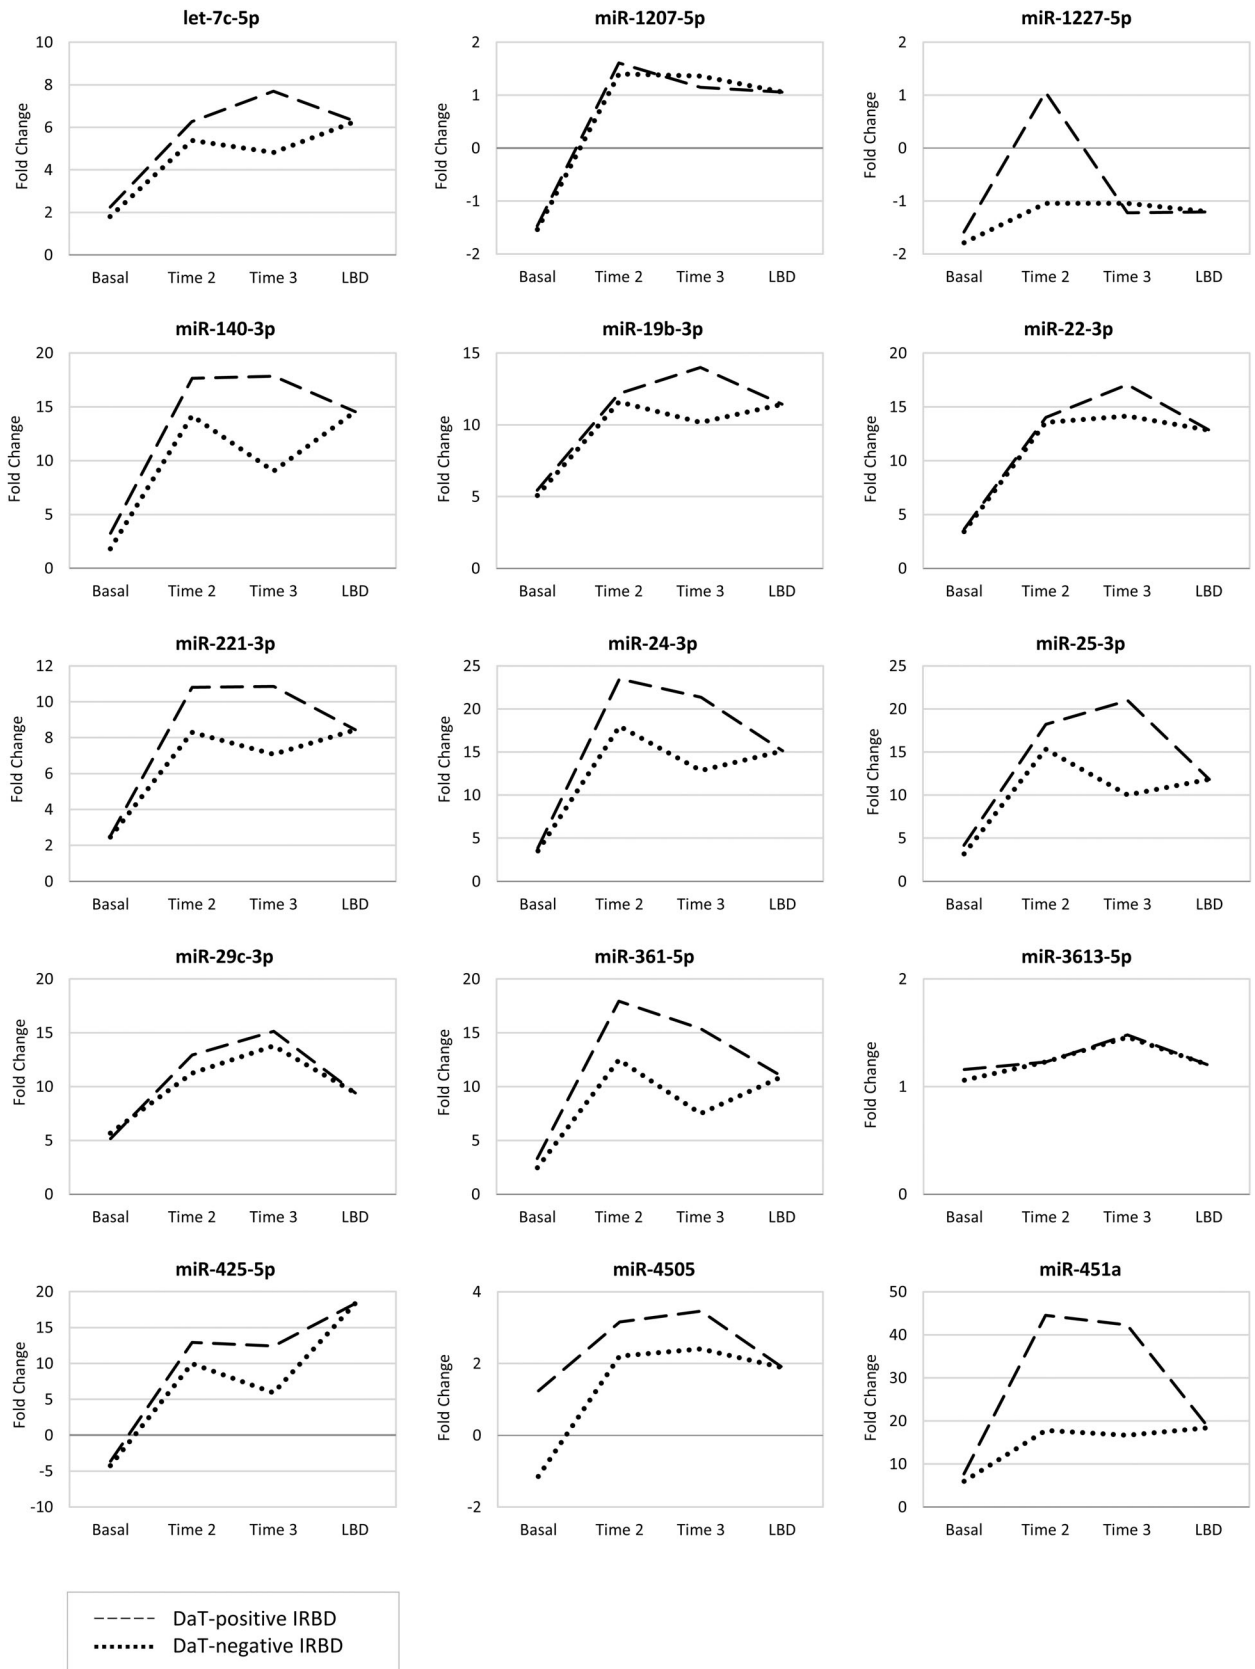 let-7c-5p
Fold Change
10
8
6
4
2
0
Basal Time 2 Time 3 LBD
miR-1207-5p
Fold Change
2
1
0
-1
-2
Basal Time 2 Time 3 LBD
miR-1227-5p
Fold Change
2
1
0
-1
-2
Basal Time 2 Time 3 LBD
miR-140-3p
Fold Change
20
15
10
5
0
Basal Time 2 Time 3 LBD
miR-19b-3p
Fold Change
15
10
5
0
Basal Time 2 Time 3 LBD
miR-22-3p
Fold Change
20
15
10
5
0
Basal Time 2 Time 3 LBD
miR-221-3p
Fold Change
12
10
8
6
4
2
0
Basal Time 2 Time 3 LBD
miR-24-3p
Fold Change
25
20
15
10
5
0
Basal Time 2 Time 3 LBD
miR-25-3p
Fold Change
25
20
15
10
5
0
Basal Time 2 Time 3 LBD
miR-29c-3p
Fold Change
20
15
10
5
0
Basal Time 2 Time 3 LBD
miR-361-5p
Fold Change
20
15
10
5
0
Basal Time 2 Time 3 LBD
miR-3613-5p
Fold Change
2
1
0
Basal Time 2 Time 3 LBD
miR-425-5p
Fold Change
20
15
10
5
0
-5
-10
Basal Time 2 Time 3 LBD
miR-4505
Fold Change
4
2
0
-2
Basal Time 2 Time 3 LBD
miR-451a
Fold Change
50
40
30
20
10
0
Basal Time 2 Time 3 LBD
DaT-positive IRBD
DaT-negative IRBD